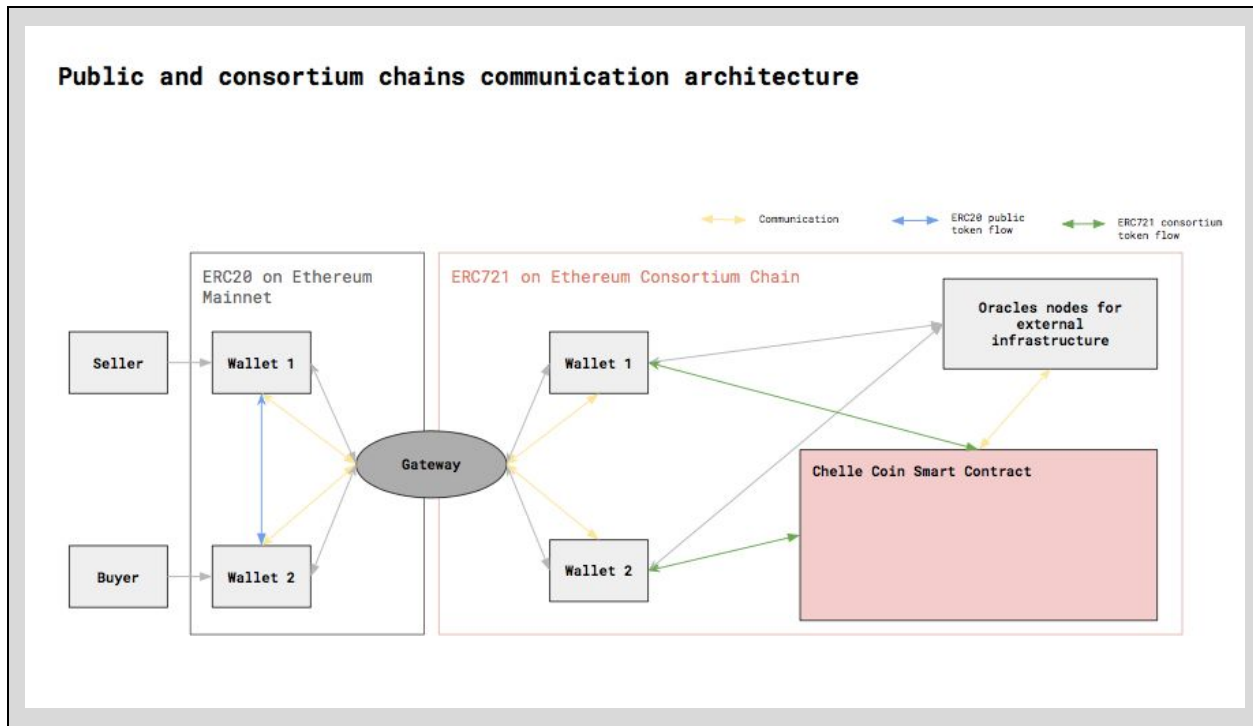 Public and consortium chains communication architecture
Communication
ERC20 public
token flow
ERC721 consortium
token flow
ERC20 on Ethereum
Mainnet
ERC721 on Ethereum Consortium Chain
Oracles nodes for
external
infrastructure
Seller
Wallet 1
Wallet 1
Gateway
Chelle Coin Smart Contract
Buyer
Wallet 2
Wallet 2